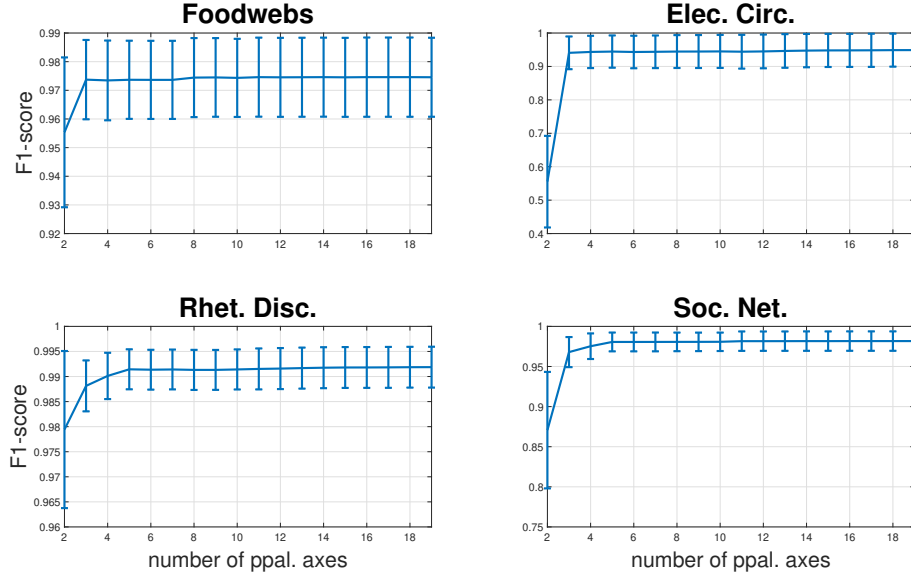 Foodwebs
0.99
0.98
0.97
0.96
0.95
0.94
0.93
0.92
F1-score
2 4 6 8 10 12 14 16 18
Elec. Circ.
1
0.9
0.8
0.7
0.6
0.5
0.4
2 4 6 8 10 12 14 16 18
Rhet. Disc.
1
0.995
0.99
0.985
0.98
0.975
0.97
0.965
0.96
F1-score
2 4 6 8 10 12 14 16 18
number of ppal. axes
Soc. Net.
1
0.95
0.9
0.85
0.8
0.75
2 4 6 8 10 12 14 16 18
number of ppal. axes